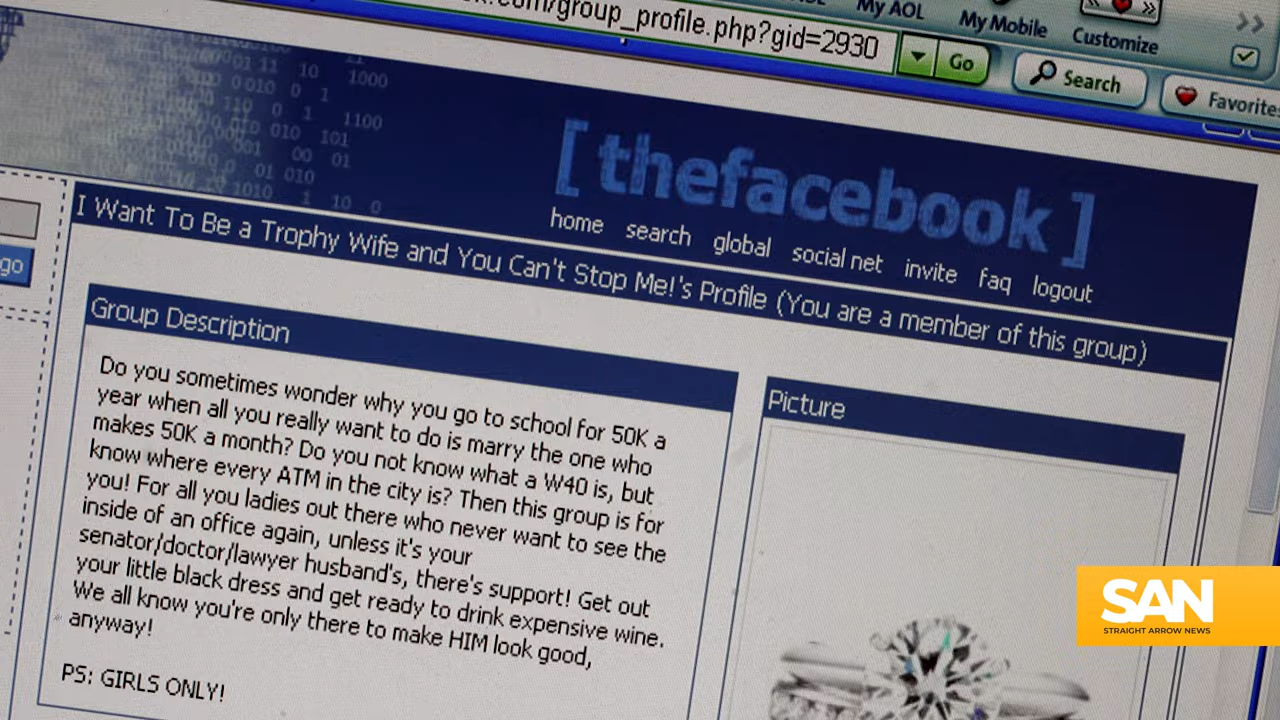 .com/group_profile.php?gid=2930
Go
My AOL
My Mobile
Customize
Search
Favorite
[ thefacebook ]
home search global social net invite faq logout
go
I Want To Be a Trophy Wife and You Can't Stop Me!'s Profile (You are a member of this group)
Group Description
Do you sometimes wonder why you go to school for 50K a
year when all you really want to do is marry the one who
makes 50K a month? Do you not know what a W40 is, but
know where every ATM in the city is? Then this group is for
you! For all you ladies out there who never want to see the
inside of an office again, unless it's your
senator/doctor/lawyer husband's, there's support! Get out
your little black dress and get ready to drink expensive wine.
We all know you're only there to make HIM look good,
anyway!
PS: GIRLS ONLY!
Picture
SAN
STRAIGHT ARROW NEWS